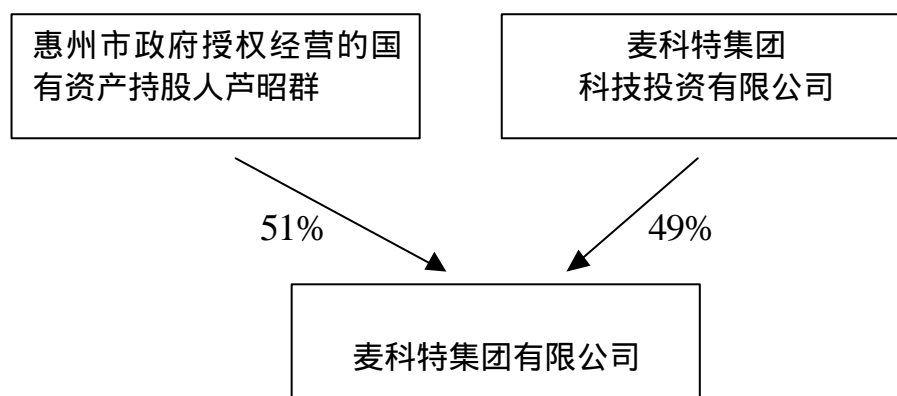 惠州市政府授权经营的国
有资产持股人芦昭群
麦科特集团
科技投资有限公司
51%
49%
麦科特集团有限公司